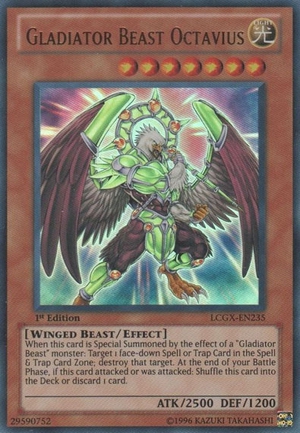 GLADIATOR BEAST OCTAVIUS
LIGHT
光
1st Edition
LCGX-EN235
[WINGED BEAST/EFFECT]
When this card is Special Summoned by the effect of a "Gladiator
Beast" monster: Target 1 face-down Spell or Trap Card in the Spell
& Trap Card Zone; destroy that target. At the end of your Battle
Phase, if this card attacked or was attacked: Shuffle this card into
the Deck or discard 1 card.
ATK/2500 DEF/1200
29590752
©1996 KAZUKI TAKAHASHI